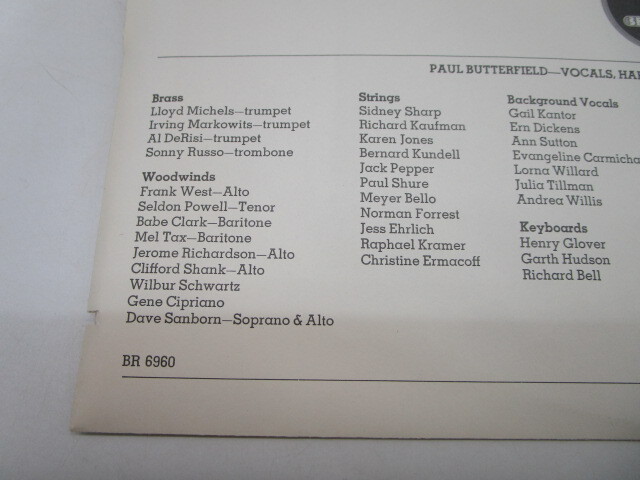 PAUL BUTTERFIELD—VOCALS,
Brass
Lloyd Michels—trumpet
Irving Markowits—trumpet
Al DeRisi—trumpet
Sonny Russo—trombone
Woodwinds
Frank West—Alto
Seldon Powell—Tenor
Babe Clark—Baritone
Mel Tax—Baritone
Jerome Richardson—Alto
Clifford Shank—Alto
Wilbur Schwartz
Gene Cipriano
Dave Sanborn—Soprano & Alto
Strings
Sidney Sharp
Richard Kaufman
Karen Jones
Bernard Kundell
Jack Pepper
Paul Shure
Meyer Bello
Norman Forrest
Jess Ehrlich
Raphael Kramer
Christine Ermacoff
Background Vocals
Gail Kantor
Ern Dickens
Ann Sutton
Evangeline Carmicha
Lorna Willard
Julia Tillman
Andrea Willis
Keyboards
Henry Glover
Garth Hudson
Richard Bell
BR 6960